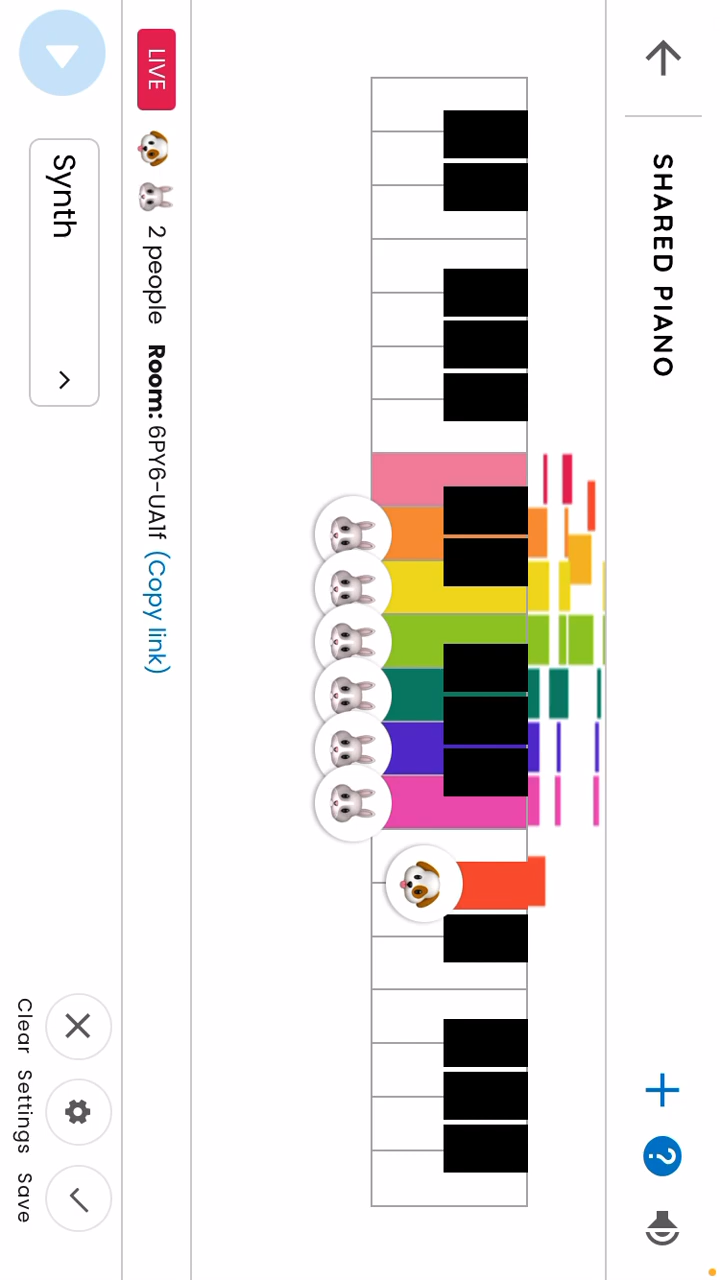 SHARED PIANO
LIVE 2 people Room: 6PY6-UA1f (Copy link)
Synth
Clear
Settings
Save